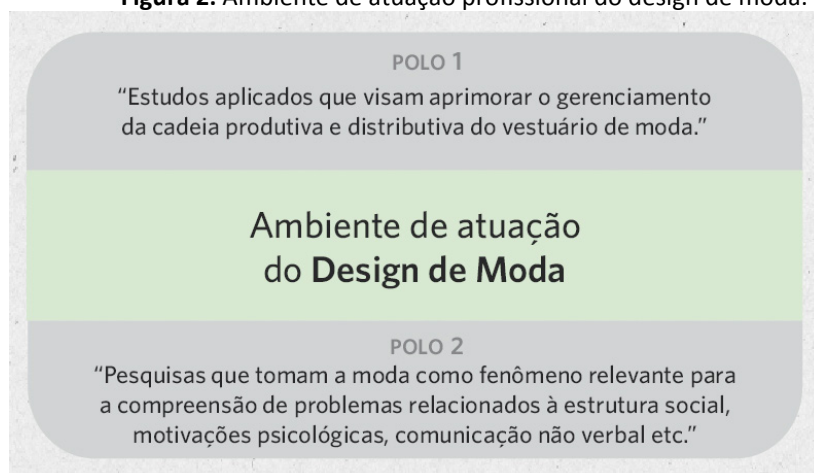 Figura 2. Ambiente de atuação profissional do design de moda.
POLO 1
“Estudos aplicados que visam aprimorar o gerenciamento
da cadeia produtiva e distributiva do vestuário de moda.”
Ambiente de atuação
do Design de Moda
POLO 2
“Pesquisas que tomam a moda como fenômeno relevante para
a compreensão de problemas relacionados à estrutura social,
motivações psicológicas, comunicação não verbal etc.”